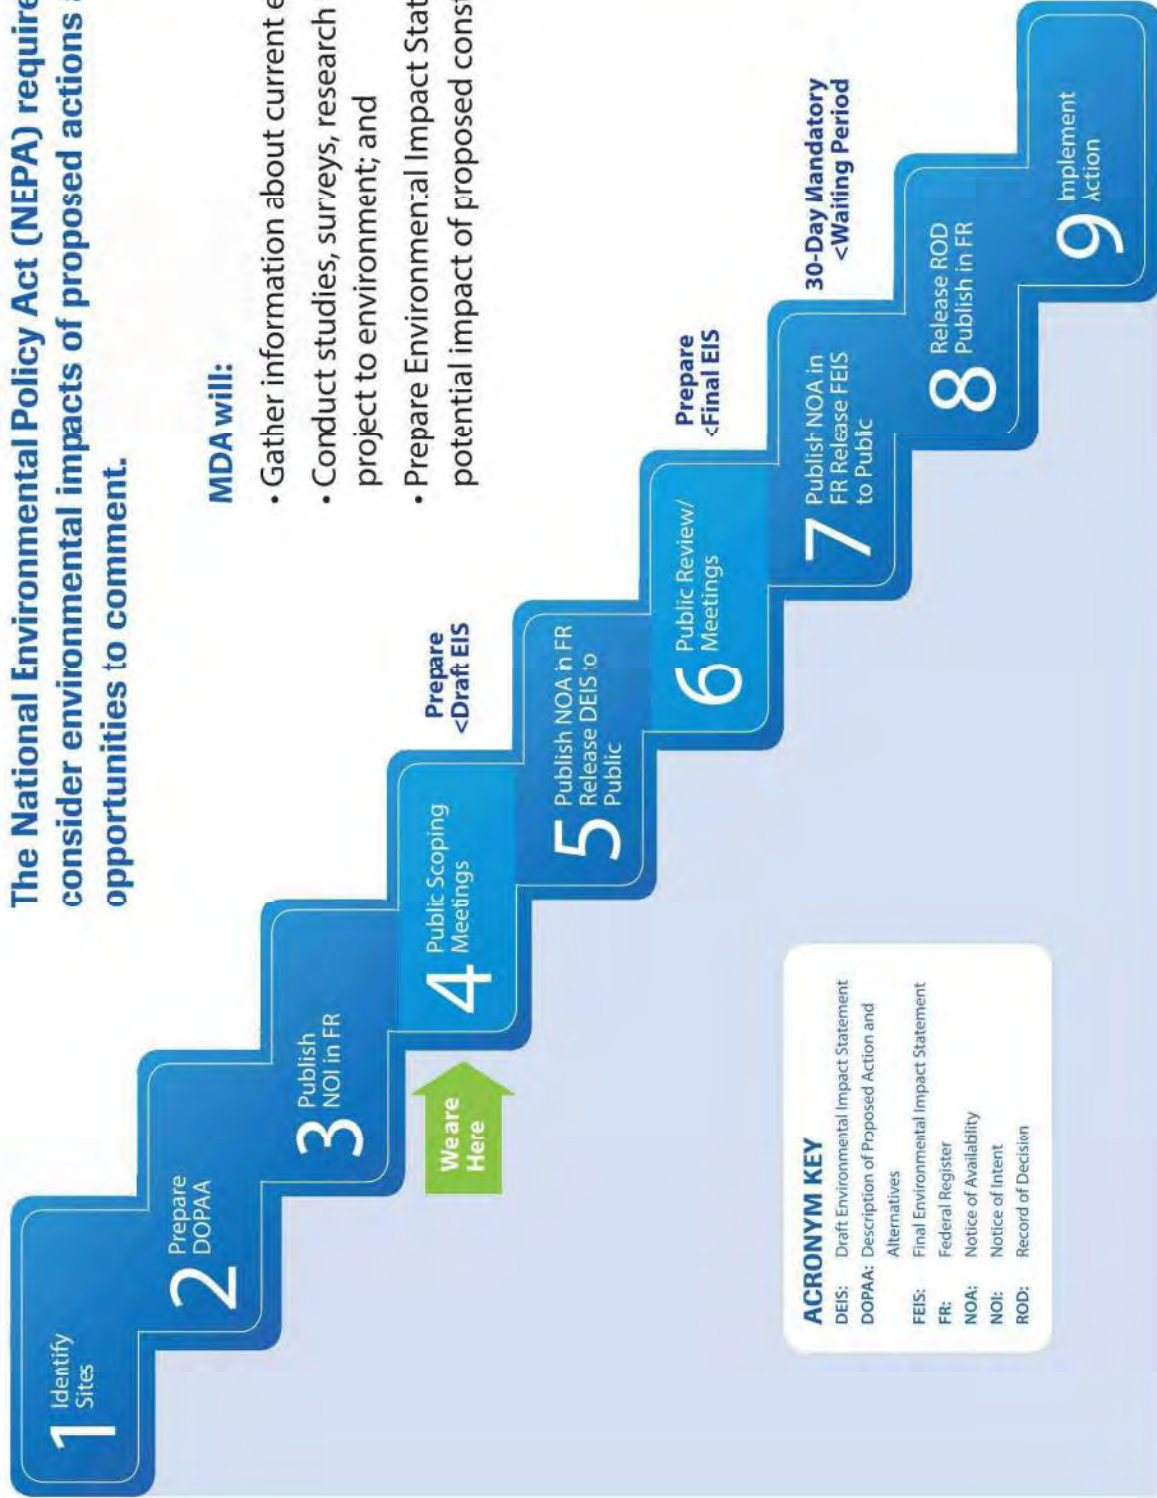 The National Environmental Policy Act (NEPA) require
consider environmental impacts of proposed actions a
opportunities to comment.
MDA will:
• Gather information about current e
• Conduct studies, surveys, research
project to environment; and
• Prepare Environmental Impact Stat
potential impact of proposed const
1 Identify
Sites
2 Prepare
DOPAA
3 Publish
NOI in FR
We are
Here
4 Public Scoping
Meetings
Prepare
<Draft EIS
5 Publish NOA in FR
Release DEIS to
Public
6 Public Review/
Meetings
Prepare
<Final EIS
7 Publish NOA in
FR Release FEIS
to Public
30-Day Mandatory
<Waiting Period
8 Release ROD
Publish in FR
9 Implement
Action
ACRONYM KEY
DEIS: Draft Environmental Impact Statement
DOPAA: Description of Proposed Action and
Alternatives
FEIS: Final Environmental Impact Statement
FR: Federal Register
NOA: Notice of Availablity
NOI: Notice of Intent
ROD: Record of Decision